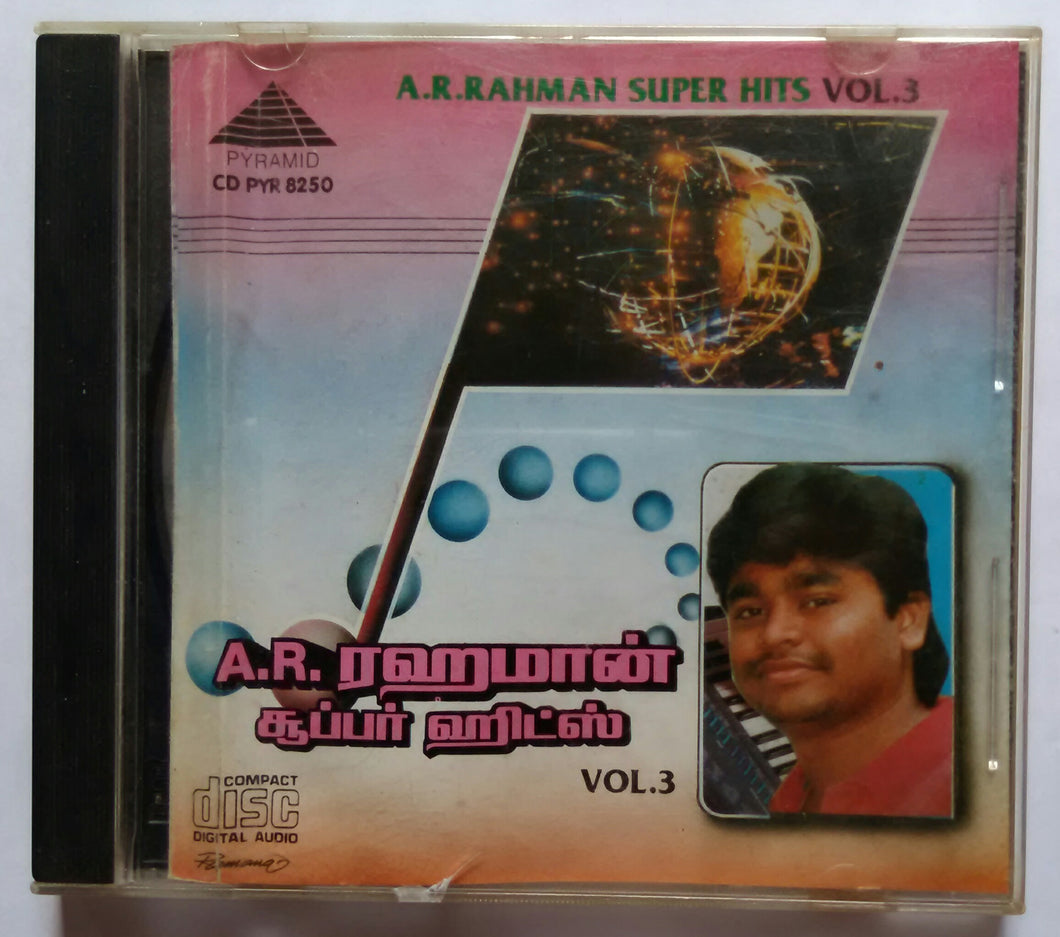 A.R.RAHMAN SUPER HITS VOL.3
PYRAMID
CD PYR 8250
A.R. ரஹமான்
சூப்பர் ஹிட்ஸ்
VOL.3
COMPACT
disc
DIGITAL AUDIO